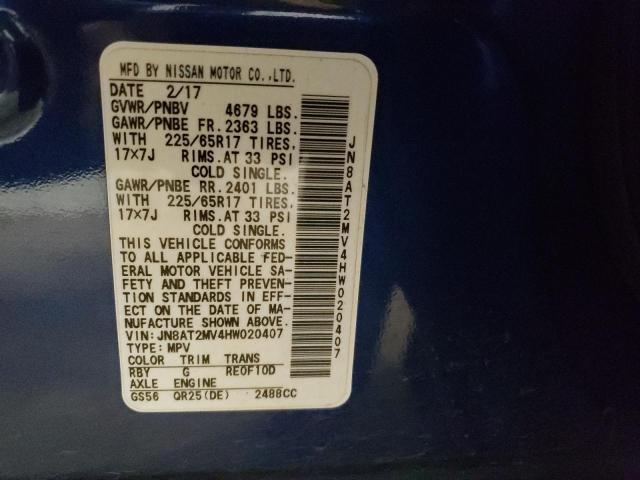 MFD BY NISSAN MOTOR CO.,LTD.
DATE 2/17
GVWR/PNBV 4679 LBS.
GAWR/PNBE FR. 2363 LBS.
WITH 225/65R17 TIRES,
17×7J RIMS.AT 33 PSI
COLD SINGLE.
GAWR/PNBE RR. 2401 LBS.
WITH 225/65R17 TIRES,
17×7J RIMS.AT 33 PSI
COLD SINGLE.
THIS VEHICLE CONFORMS
TO ALL APPLICABLE FED-
ERAL MOTOR VEHICLE SA-
FETY AND THEFT PREVEN-
TION STANDARDS IN EFF-
ECT ON THE DATE OF MA-
NUFACTURE SHOWN ABOVE.
VIN:JN8AT2MV4HW020407
TYPE:MPV
COLOR TRIM TRANS
RBY G RE0F10D
AXLE ENGINE
GS56 QR25(DE) 2488CC
JN8AT2MV4HW020407